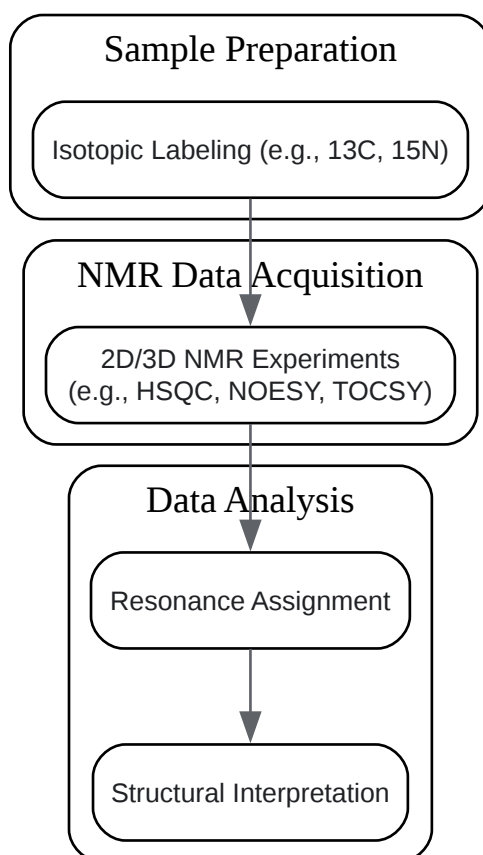 Sample Preparation
Isotopic Labeling (e.g., 13C, 15N)
NMR Data Acquisition
2D/3D NMR Experiments
(e.g., HSQC, NOESY, TOCSY)
Data Analysis
Resonance Assignment
Structural Interpretation